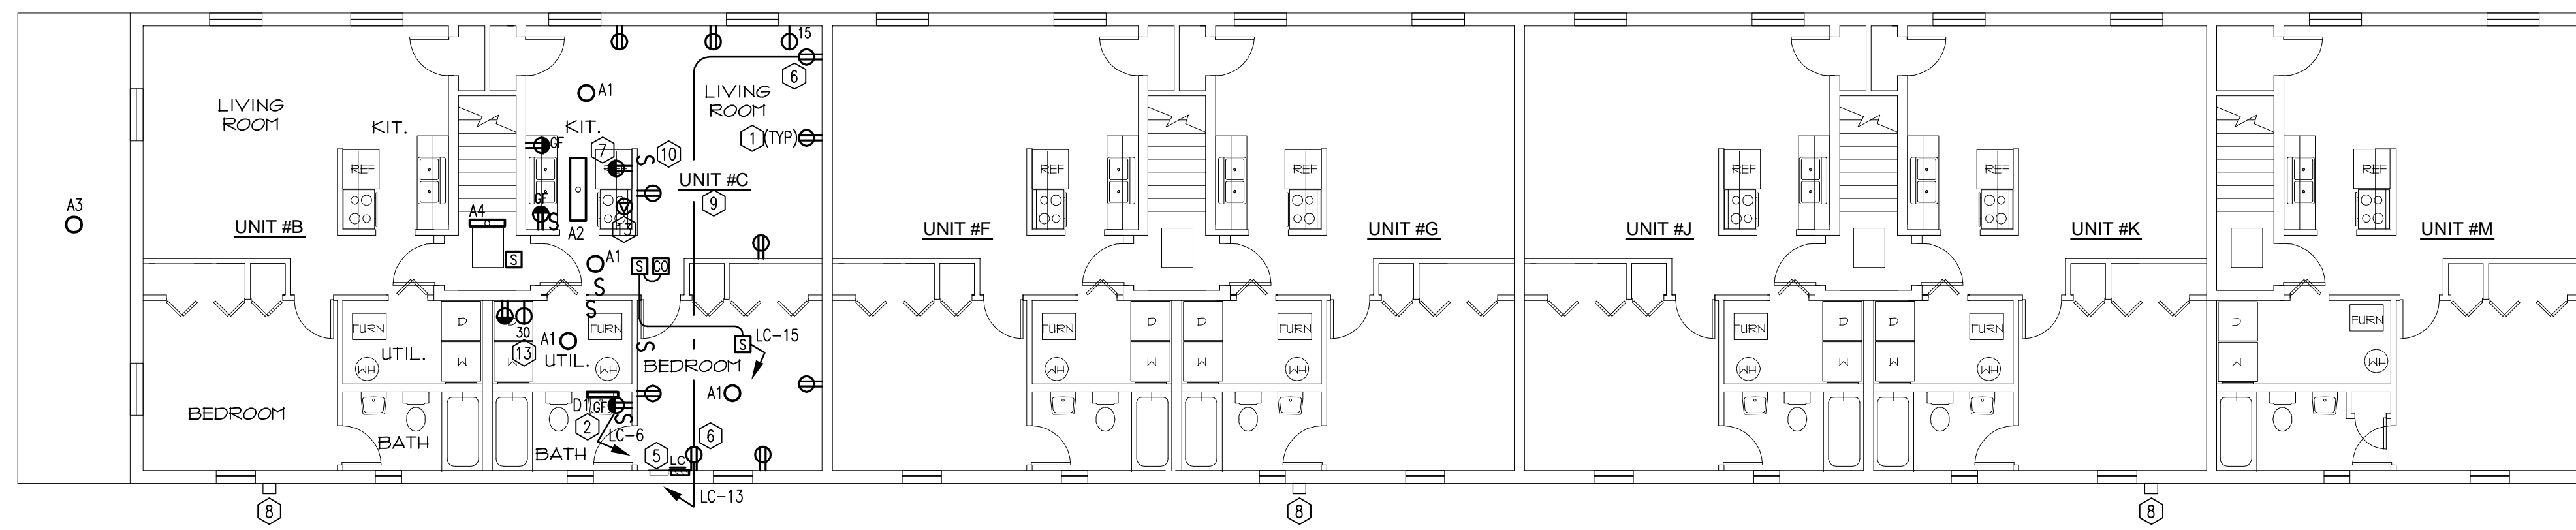 15
6
LIVING
ROOM
KIT.
A1
KIT.
LIVING
ROOM
1 (TYP)
GF
7
S
10
REF
REF
UNIT #C
9
A3
UNIT #B
A4
GF
S
A2
13
S
A1
S
CO
S
S
30
13
A1
UTIL.
UTIL.
FURN
FURN
WH
WH
D
W
D
W
S
S
LC-15
BEDROOM
A1
BEDROOM
D1
GF
S
2
LC-6
BATH
BATH
5
LC
6
LC-13
8
REF
REF
UNIT #F
UNIT #G
FURN
D
D
FURN
WH
W
W
WH
8
REF
REF
UNIT #J
UNIT #K
FURN
D
D
FURN
WH
W
W
WH
8
REF
UNIT #M
D
FURN
W
WH